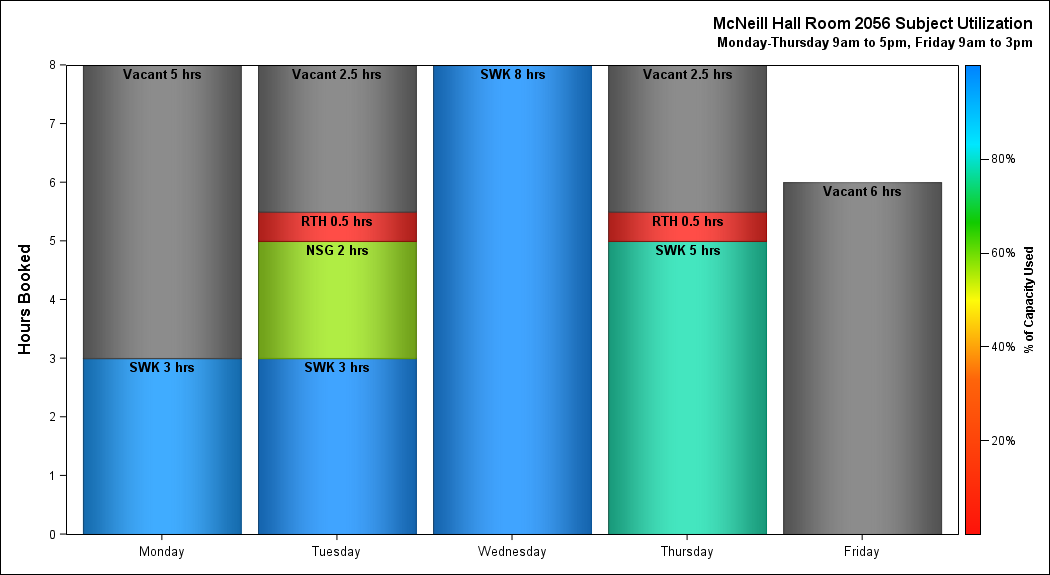 McNeill Hall Room 2056 Subject Utilization
Monday-Thursday 9am to 5pm, Friday 9am to 3pm
Hours Booked
8
7
6
5
4
3
2
1
0
Vacant 5 hrs
SWK 3 hrs
Vacant 2.5 hrs
RTH 0.5 hrs
NSG 2 hrs
SWK 3 hrs
SWK 8 hrs
Vacant 2.5 hrs
RTH 0.5 hrs
SWK 5 hrs
Vacant 6 hrs
Monday
Tuesday
Wednesday
Thursday
Friday
80%
60%
40%
20%
% of Capacity Used